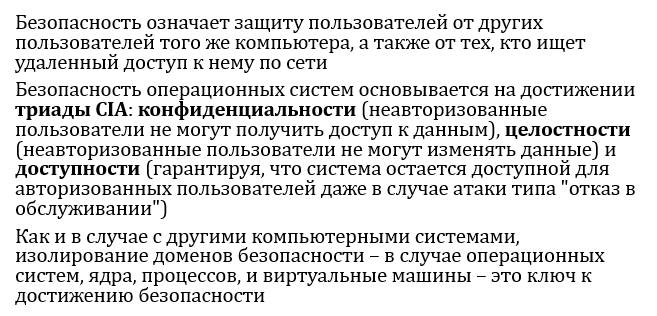 Безопасность означает защиту пользователей от других
пользователей того же компьютера, а также от тех, кто ищет
удаленный доступ к нему по сети
Безопасность операционных систем основывается на достижении
триады CIA: конфиденциальности (неавторизованные
пользователи не могут получить доступ к данным), целостности
(неавторизованные пользователи не могут изменять данные) и
доступности (гарантируя, что система остается доступной для
авторизованных пользователей даже в случае атаки типа "отказ в
обслуживании")
Как и в случае с другими компьютерными системами,
изолирование доменов безопасности – в случае операционных
систем, ядра, процессов, и виртуальные машины – это ключ к
достижению безопасности